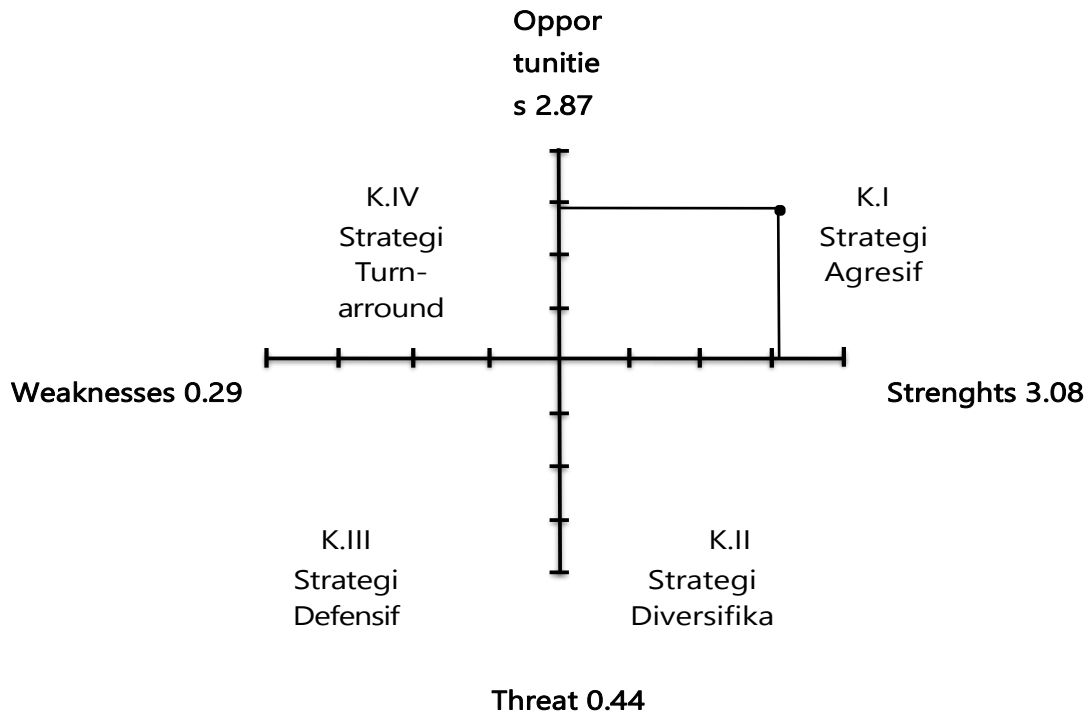 Oppor
tunitie
s 2.87
K.IV
Strategi
Turn-
arround
K.I
Strategi
Agresif
Weaknesses 0.29
Strenghts 3.08
K.III
Strategi
Defensif
K.II
Strategi
Diversifika
Threat 0.44